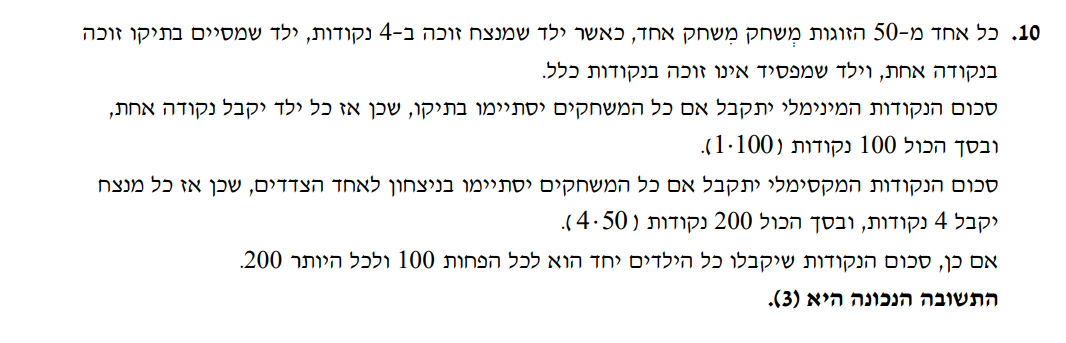 10. כל אחד מ-50 הזוגות מְשחק מִשחק אחד, כאשר ילד שמנצח זוכה ב-4 נקודות, ילד שמסיים בתיקו זוכה
בנקודה אחת, וילד שמפסיד אינו זוכה בנקודות כלל.
סכום הנקודות המינימלי יתקבל אם כל המשחקים יסתיימו בתיקו, שכן אז כל ילד יקבל נקודה אחת,
ובסך הכול 100 נקודות (1·100).
סכום הנקודות המקסימלי יתקבל אם כל המשחקים יסתיימו בניצחון לאחד הצדדים, שכן אז כל מנצח
יקבל 4 נקודות, ובסך הכול 200 נקודות (4·50).
אם כן, סכום הנקודות שיקבלו כל הילדים יחד הוא לכל הפחות 100 ולכל היותר 200.
התשובה הנכונה היא (3).